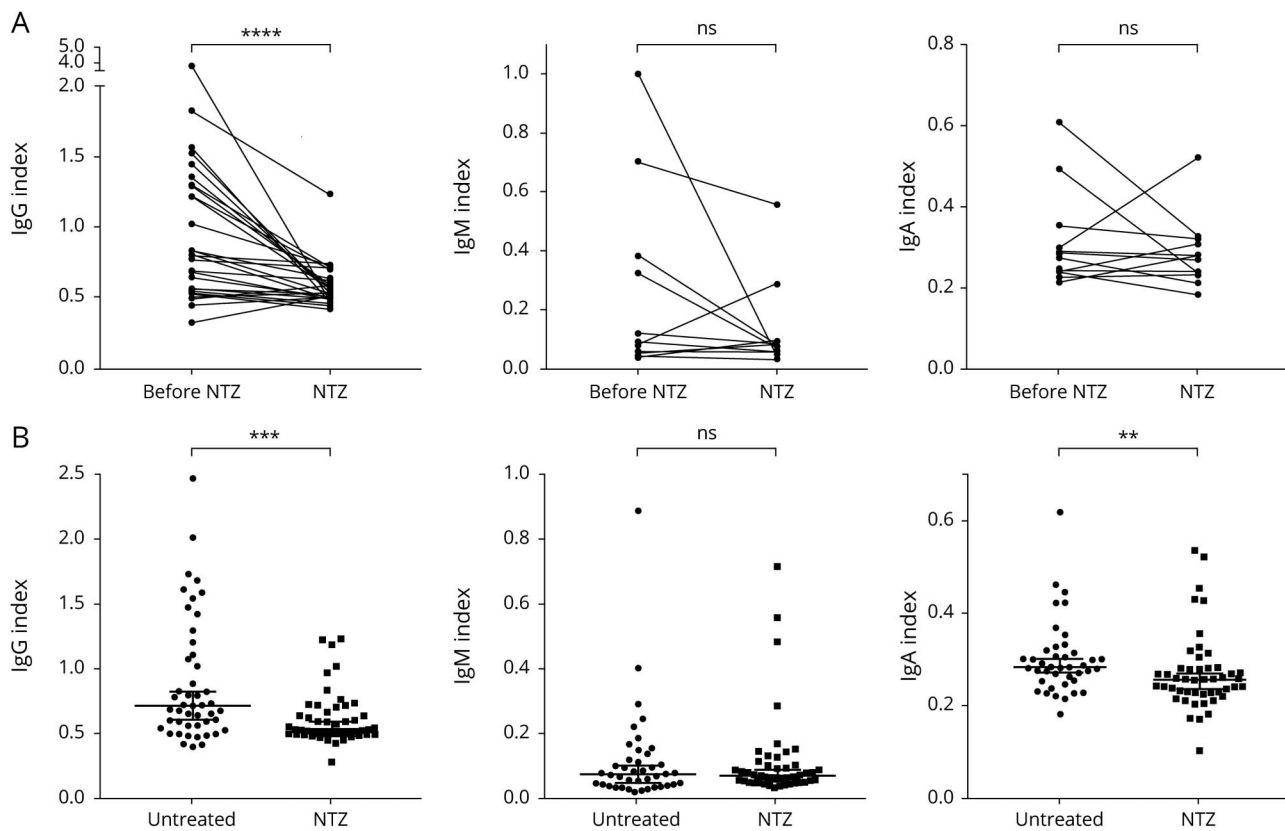 A
****
ns
ns
IgG index
5.0
4.0
2.0
1.5
1.0
0.5
0.0
Before NTZ
NTZ
IgM index
1.0
0.8
0.6
0.4
0.2
0.0
Before NTZ
NTZ
IgA index
0.8
0.6
0.4
0.2
0.0
Before NTZ
NTZ
B
***
ns
**
IgG index
2.5
2.0
1.5
1.0
0.5
0.0
Untreated
NTZ
IgM index
1.0
0.8
0.6
0.4
0.2
0.0
Untreated
NTZ
IgA index
0.6
0.4
0.2
0.0
Untreated
NTZ